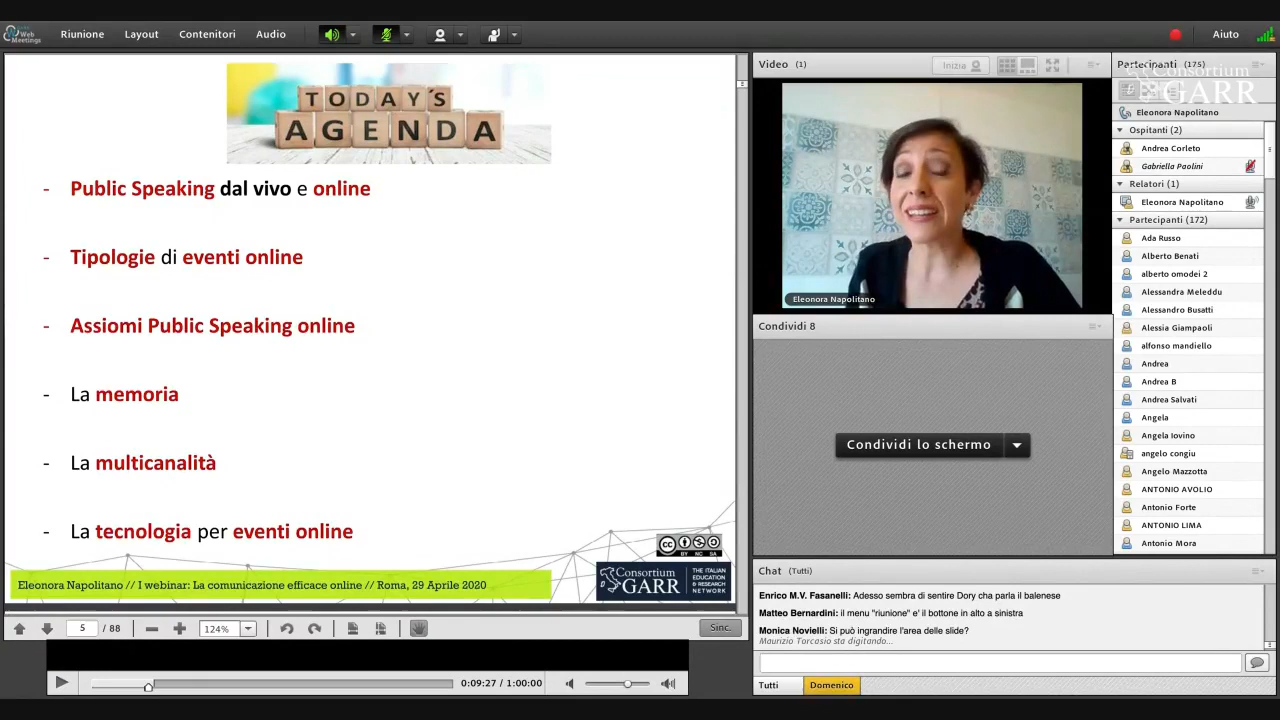 Web
Meetings
Riunione
Layout
Contenitori
Audio
Aiuto
TODAY'S
AGENDA
- Public Speaking dal vivo e online
- Tipologie di eventi online
- Assiomi Public Speaking online
- La memoria
- La multicanalità
- La tecnologia per eventi online
CC BY NC SA
Eleonora Napolitano // I webinar: La comunicazione efficace online // Roma, 29 Aprile 2020
Consortium
GARR
THE ITALIAN
EDUCATION
& RESEARCH
NETWORK
5 / 88
124%
Sinc.
0:09:27 / 1:00:00
Video (1)
Inizia
Eleonora Napolitano
Condividi 8
Condividi lo schermo
Partecipanti (175)
Consortium
GARR
Eleonora Napolitano
Ospitanti (2)
Andrea Corleto
Gabriella Paolini
Relatori (1)
Eleonora Napolitano
Partecipanti (172)
Ada Russo
Alberto Benati
alberto omodei 2
Alessandra Meleddu
Alessandro Busatti
Alessia Giampaoli
alfonso mandiello
Andrea
Andrea B
Andrea Salvati
Angela
Angela Iovino
angelo congiu
Angelo Mazzotta
ANTONIO AVOLIO
Antonio Forte
ANTONIO LIMA
Antonio Mora
Chat (Tutti)
Enrico M.V. Fasanelli: Adesso sembra di sentire Dory cha parla il balenese
Matteo Bernardini: il menu "riunione" e' il bottone in alto a sinistra
Monica Novielli: Si può ingrandire l'area delle slide?
Maurizio Torcasio sta digitando...
Tutti
Domenico